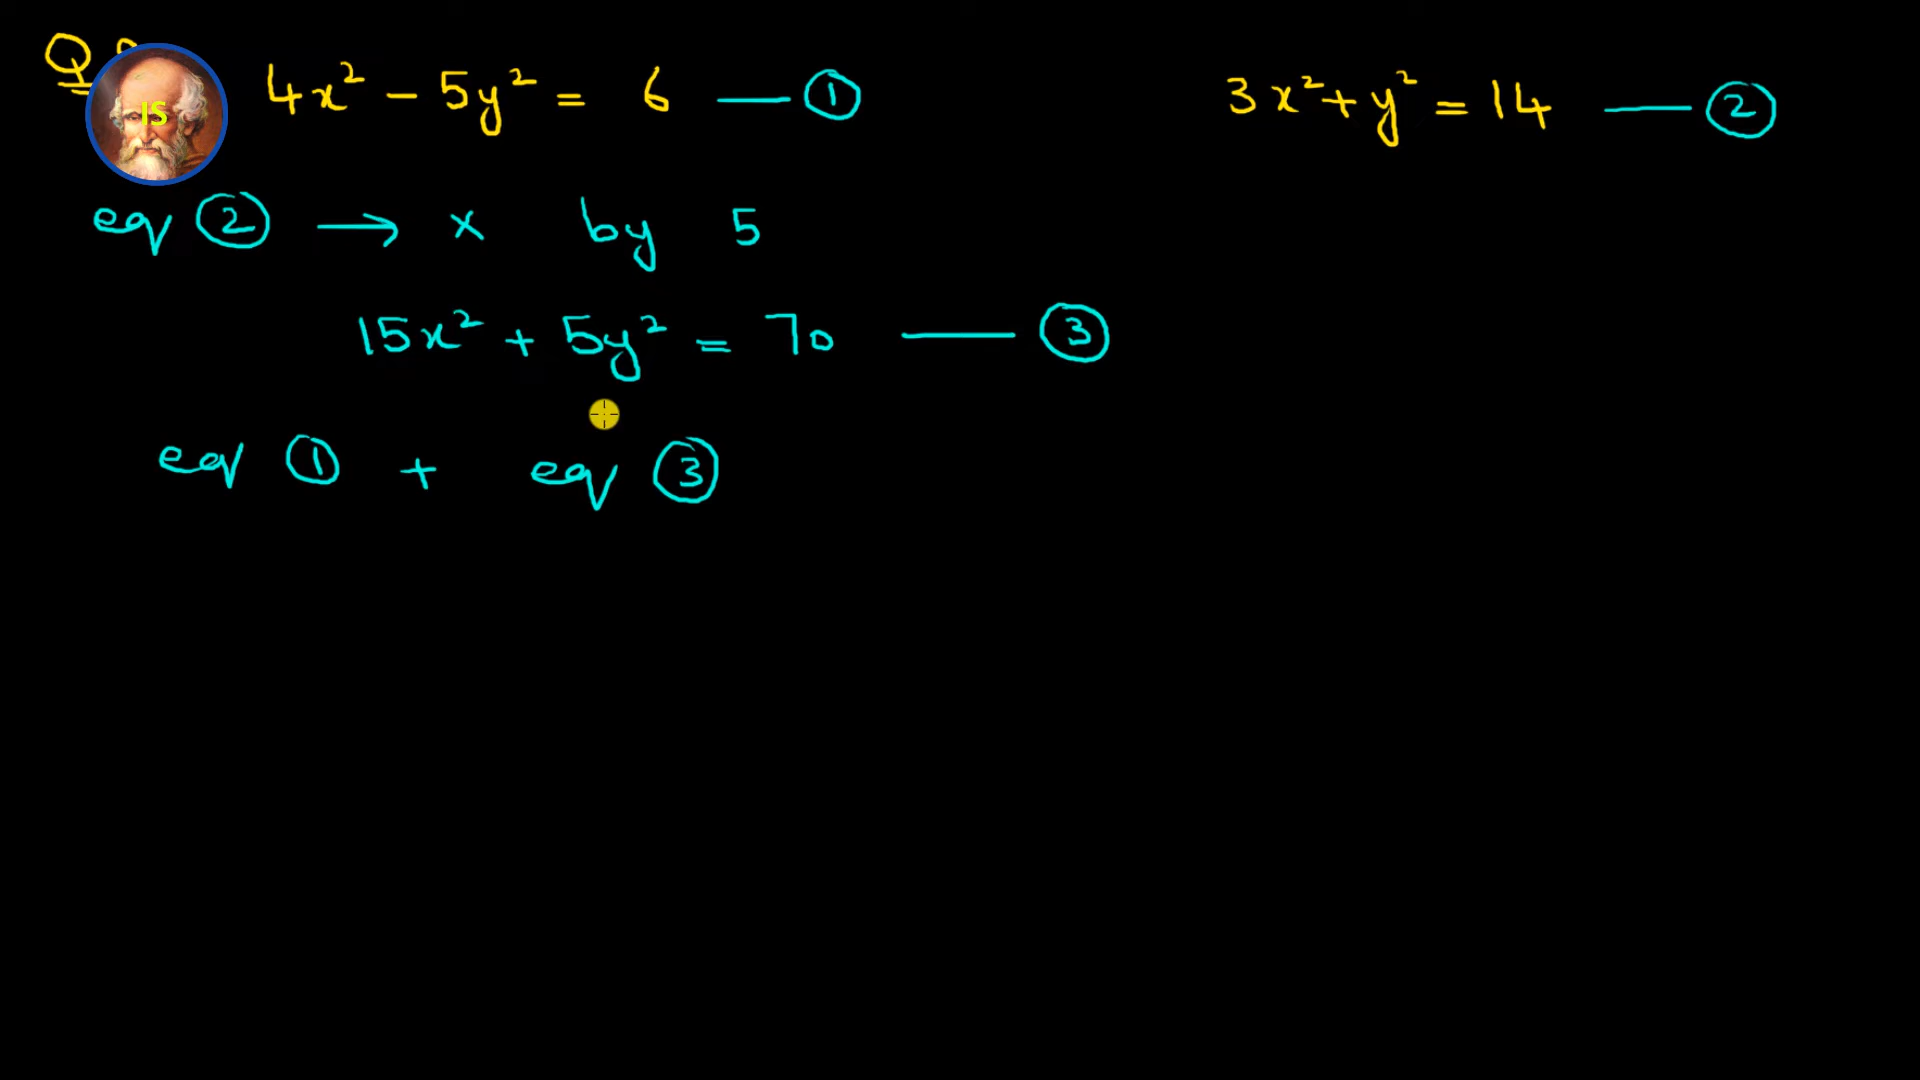 Q
IS
4x² - 5y² = 6 — ①
3x² + y² = 14 — ②
eq ② → × by 5
15x² + 5y² = 70 — ③
eq ① + eq ③